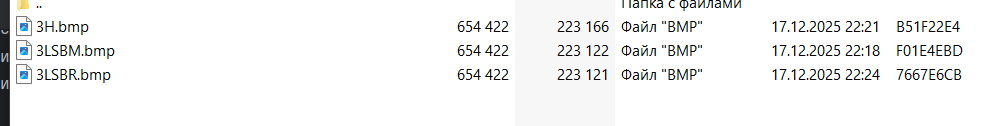 .. Папка с файлами
3H.bmp 654 422 223 166 Файл "BMP" 17.12.2025 22:21 B51F22E4
3LSBM.bmp 654 422 223 122 Файл "BMP" 17.12.2025 22:18 F01E4EBD
3LSBR.bmp 654 422 223 121 Файл "BMP" 17.12.2025 22:24 7667E6CB